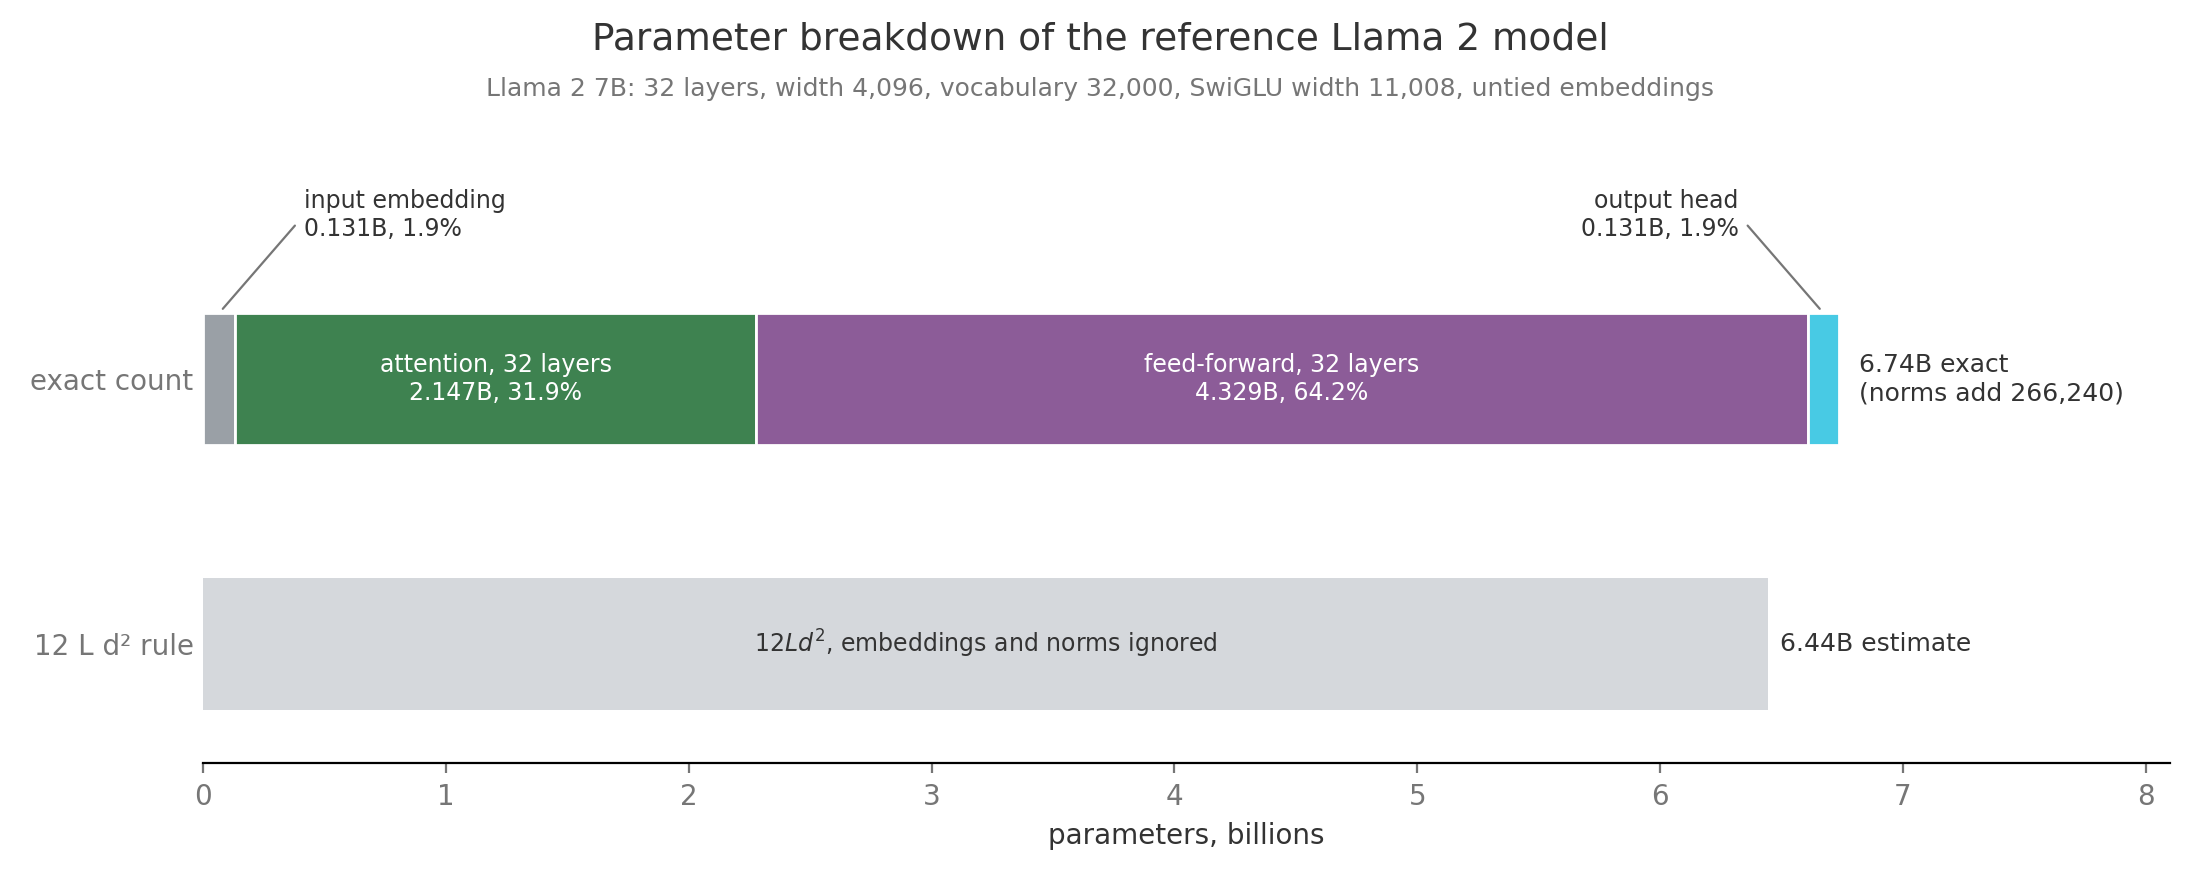 Parameter breakdown of the reference Llama 2 model
Llama 2 7B: 32 layers, width 4,096, vocabulary 32,000, SwiGLU width 11,008, untied embeddings
input embedding
0.131B, 1.9%
output head
0.131B, 1.9%
exact count
attention, 32 layers
2.147B, 31.9%
feed-forward, 32 layers
4.329B, 64.2%
6.74B exact
(norms add 266,240)
12 L d² rule
12Ld², embeddings and norms ignored
6.44B estimate
0 1 2 3 4 5 6 7 8
parameters, billions